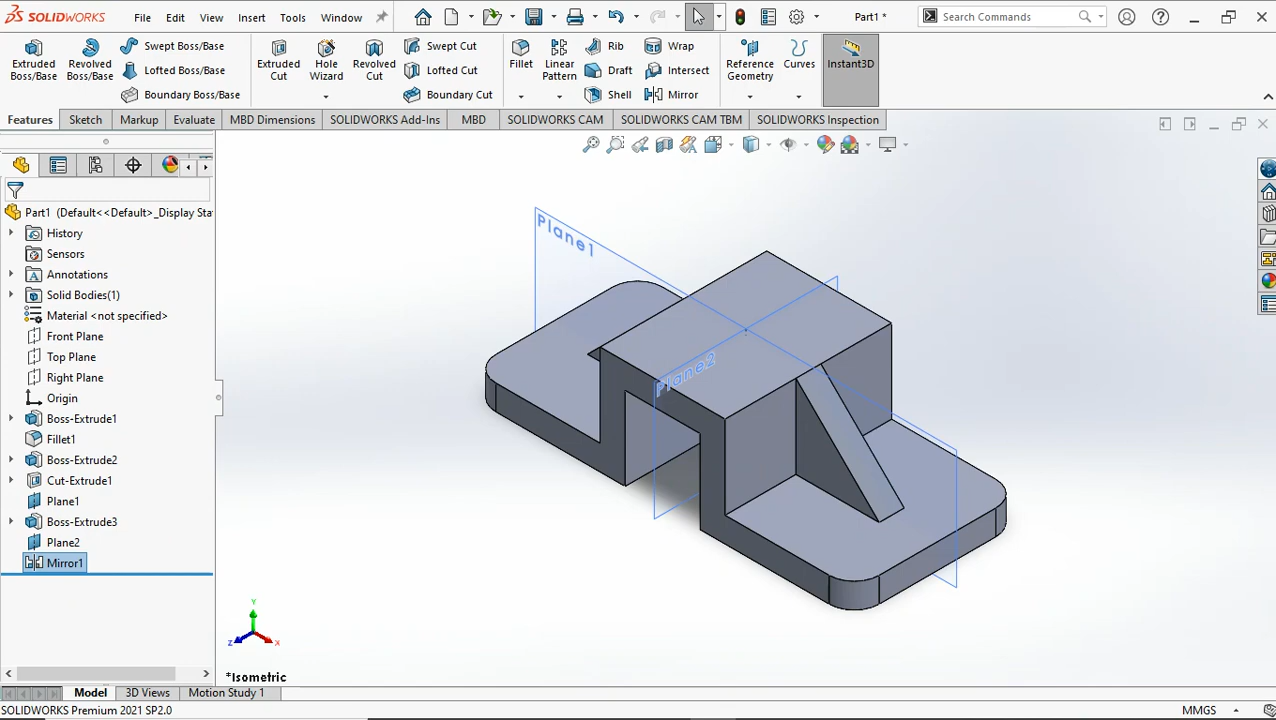 SOLIDWORKS File Edit View Insert Tools Window Part1 * Search Commands
Extruded Boss/Base
Revolved Boss/Base
Swept Boss/Base
Lofted Boss/Base
Boundary Boss/Base
Extruded Cut
Hole Wizard
Revolved Cut
Swept Cut
Lofted Cut
Boundary Cut
Fillet
Linear Pattern
Rib
Draft
Shell
Wrap
Intersect
Mirror
Reference Geometry
Curves
Instant3D
Features Sketch Markup Evaluate MBD Dimensions SOLIDWORKS Add-Ins MBD SOLIDWORKS CAM SOLIDWORKS CAM TBM SOLIDWORKS Inspection
Part1 (Default<<Default>_Display Sta
History
Sensors
Annotations
Solid Bodies(1)
Material <not specified>
Front Plane
Top Plane
Right Plane
Origin
Boss-Extrude1
Fillet1
Boss-Extrude2
Cut-Extrude1
Plane1
Boss-Extrude3
Plane2
Mirror1
Plane1
Plane2
Y
Z X
*Isometric
Model 3D Views Motion Study 1
SOLIDWORKS Premium 2021 SP2.0 MMGS